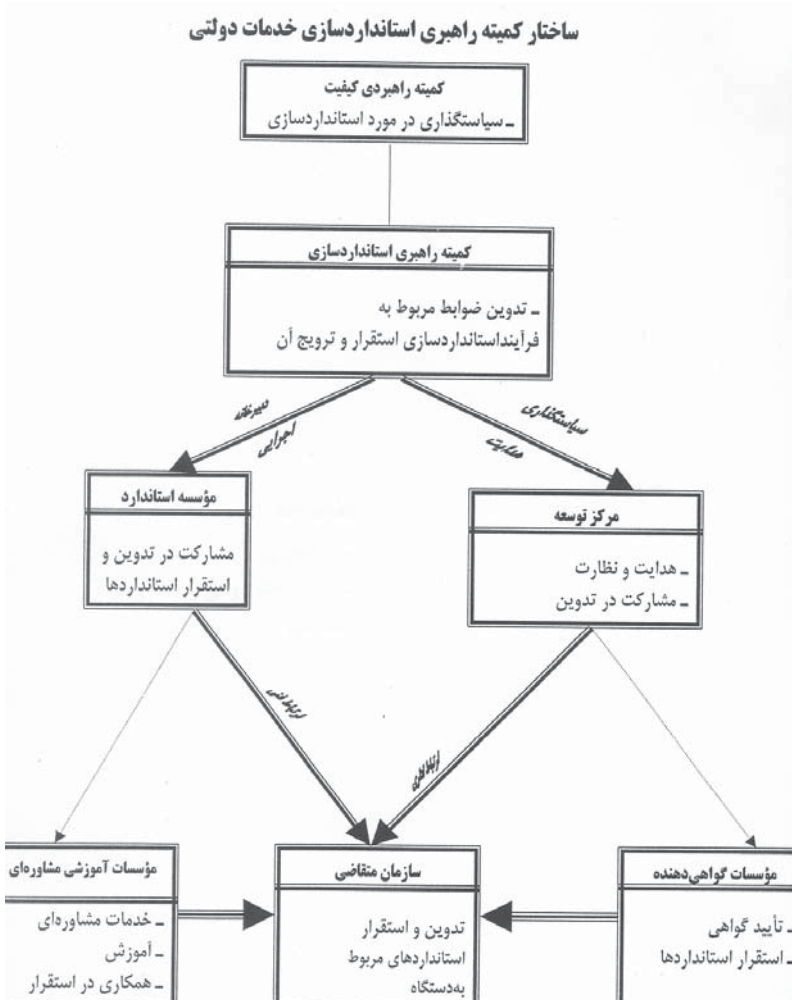 ساختار کمیته راهبری استانداردسازی خدمات دولتی
کمیته راهبردی کیفیت
ـ سیاستگذاری در مورد استانداردسازی
کمیته راهبری استانداردسازی
ـ تدوین ضوابط مربوط به
فرآینداستانداردسازی استقرار و ترویج آن
سیاستگذاری
هدایت
دبیرخانه
اجرایی
مرکز توسعه
ـ هدایت و نظارت
ـ مشارکت در تدوین
مؤسسه استاندارد
مشارکت در تدوین و
استقرار استانداردها
ارتباط فنی
مؤسسات گواهی‌دهنده
ـ تأیید گواهی
ـ استقرار استانداردها
سازمان متقاضی
تدوین و استقرار
استانداردهای مربوط
به‌دستگاه
مؤسسات آموزشی مشاوره‌ای
ـ خدمات مشاوره‌ای
ـ آموزش
ـ همکاری در استقرار